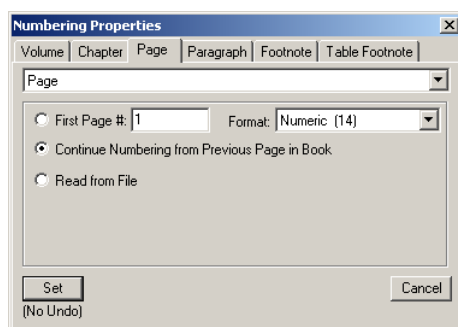 Numbering Properties
Volume Chapter Page Paragraph Footnote Table Footnote
Page
First Page #: 1 Format: Numeric (14)
Continue Numbering from Previous Page in Book
Read from File
Set Cancel
(No Undo)